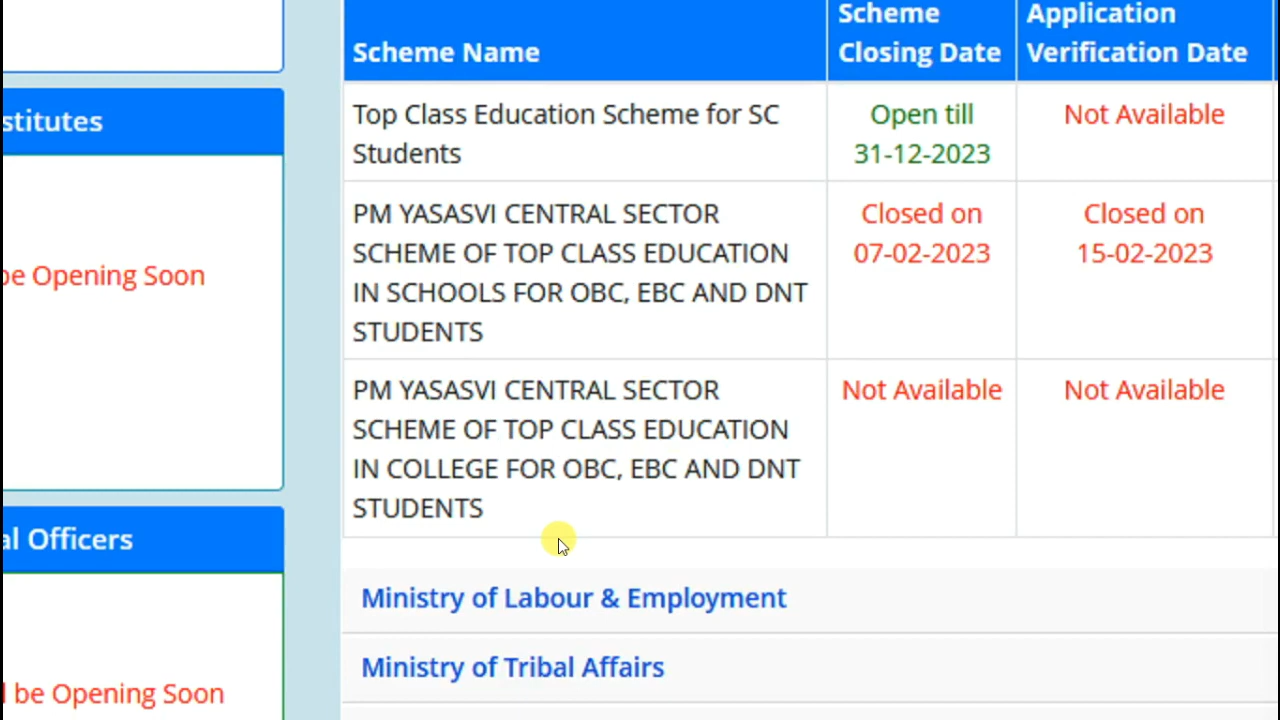 stitutes
be Opening Soon
al Officers
be Opening Soon
Scheme Name
Scheme
Closing Date
Application
Verification Date
Top Class Education Scheme for SC
Students
Open till
31-12-2023
Not Available
PM YASASVI CENTRAL SECTOR
SCHEME OF TOP CLASS EDUCATION
IN SCHOOLS FOR OBC, EBC AND DNT
STUDENTS
Closed on
07-02-2023
Closed on
15-02-2023
PM YASASVI CENTRAL SECTOR
SCHEME OF TOP CLASS EDUCATION
IN COLLEGE FOR OBC, EBC AND DNT
STUDENTS
Not Available
Not Available
Ministry of Labour & Employment
Ministry of Tribal Affairs